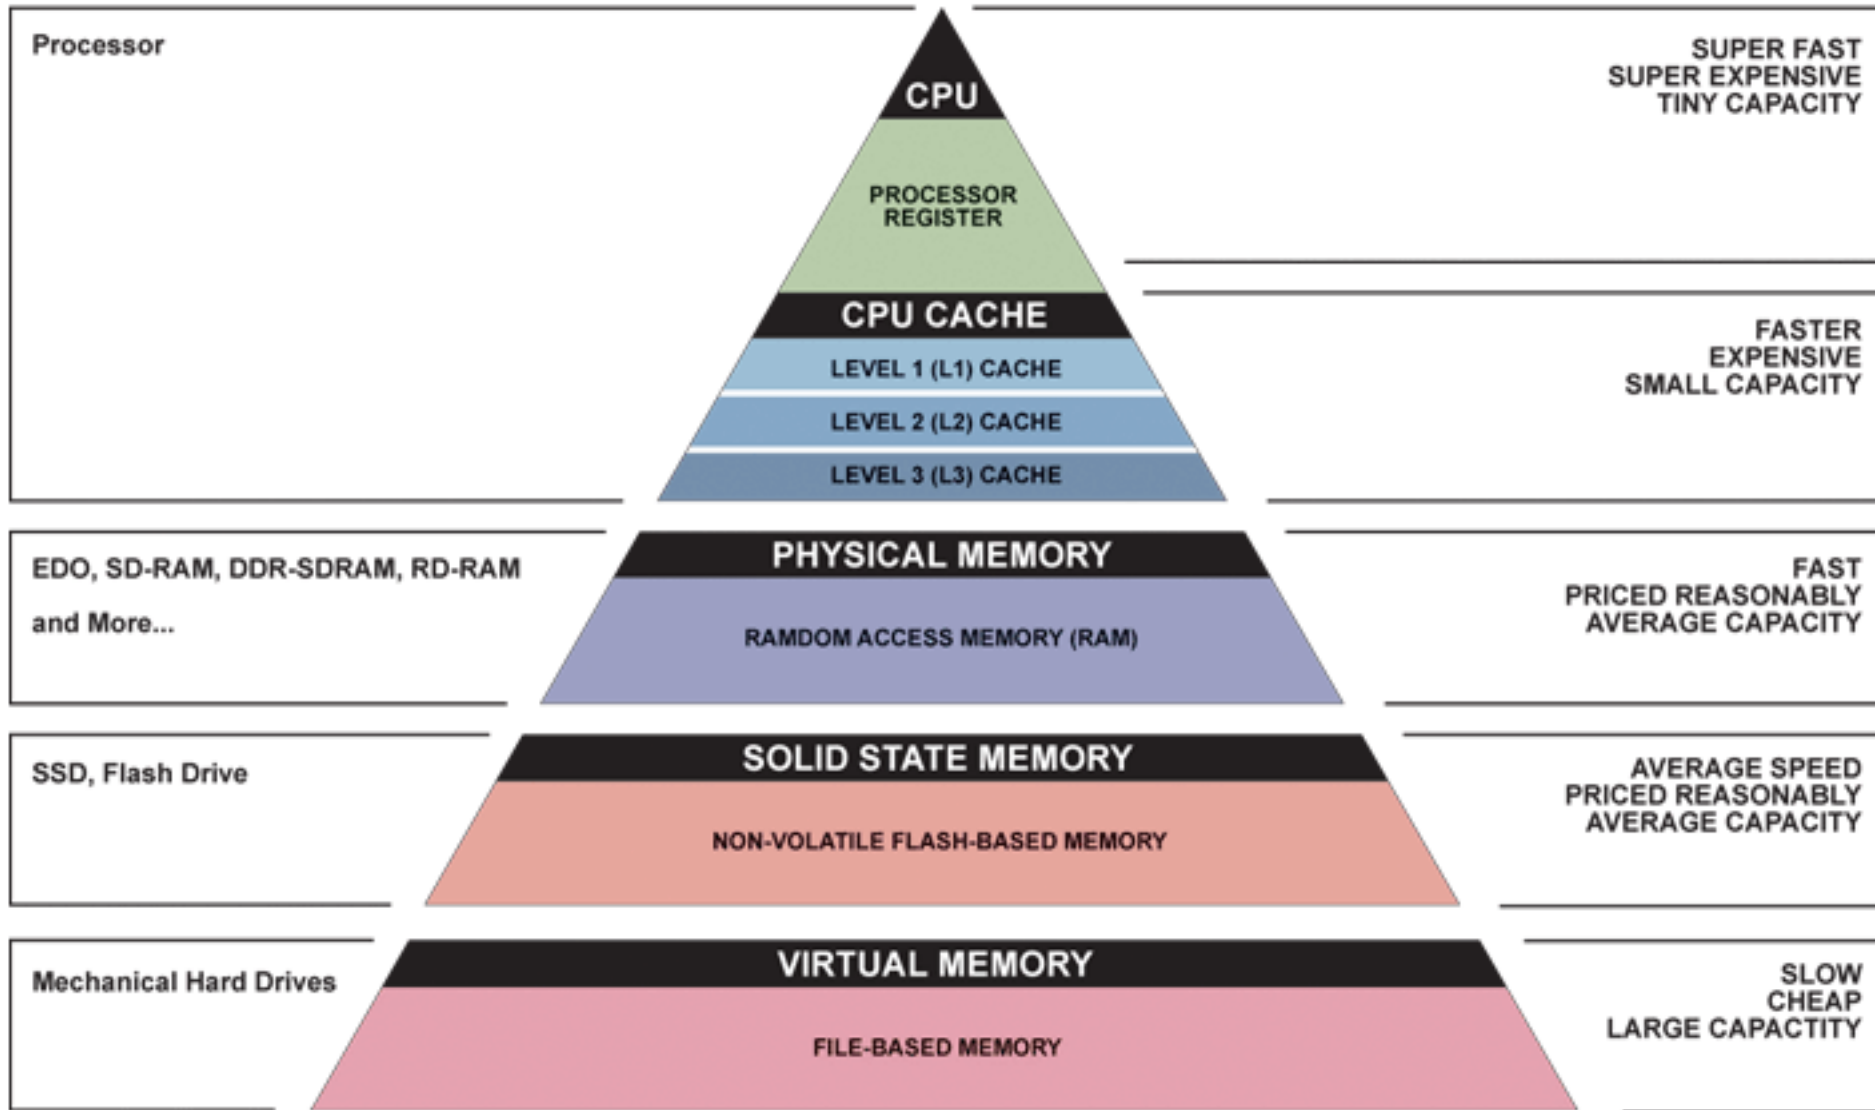 Processor
CPU
SUPER FAST
SUPER EXPENSIVE
TINY CAPACITY
PROCESSOR
REGISTER
CPU CACHE
FASTER
EXPENSIVE
SMALL CAPACITY
LEVEL 1 (L1) CACHE
LEVEL 2 (L2) CACHE
LEVEL 3 (L3) CACHE
EDO, SD-RAM, DDR-SDRAM, RD-RAM
and More...
PHYSICAL MEMORY
RAMDOM ACCESS MEMORY (RAM)
FAST
PRICED REASONABLY
AVERAGE CAPACITY
SSD, Flash Drive
SOLID STATE MEMORY
NON-VOLATILE FLASH-BASED MEMORY
AVERAGE SPEED
PRICED REASONABLY
AVERAGE CAPACITY
Mechanical Hard Drives
VIRTUAL MEMORY
FILE-BASED MEMORY
SLOW
CHEAP
LARGE CAPACTITY